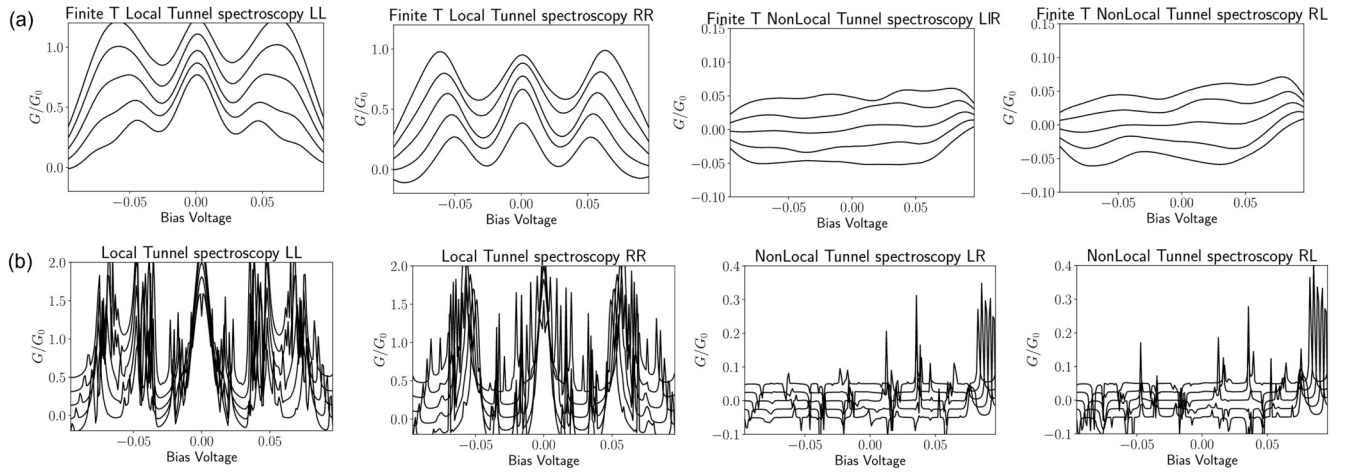 (a)
Finite T Local Tunnel spectroscopy LL
1.0
0.5
0.0
G/G₀
−0.05 0.00 0.05
Bias Voltage
Finite T Local Tunnel spectroscopy RR
1.0
0.5
0.0
G/G₀
−0.05 0.00 0.05
Bias Voltage
Finite T NonLocal Tunnel spectroscopy LlR
0.15
0.10
0.05
0.00
−0.05
−0.10
G/G₀
−0.05 0.00 0.05
Bias Voltage
Finite T NonLocal Tunnel spectroscopy RL
0.15
0.10
0.05
0.00
−0.05
−0.10
G/G₀
−0.05 0.00 0.05
Bias Voltage
(b)
Local Tunnel spectroscopy LL
2.0
1.5
1.0
0.5
0.0
G/G₀
−0.05 0.00 0.05
Bias Voltage
Local Tunnel spectroscopy RR
2.0
1.5
1.0
0.5
0.0
G/G₀
−0.05 0.00 0.05
Bias Voltage
NonLocal Tunnel spectroscopy LR
0.4
0.3
0.2
0.1
0.0
−0.1
G/G₀
−0.05 0.00 0.05
Bias Voltage
NonLocal Tunnel spectroscopy RL
0.4
0.3
0.2
0.1
0.0
−0.1
G/G₀
−0.05 0.00 0.05
Bias Voltage